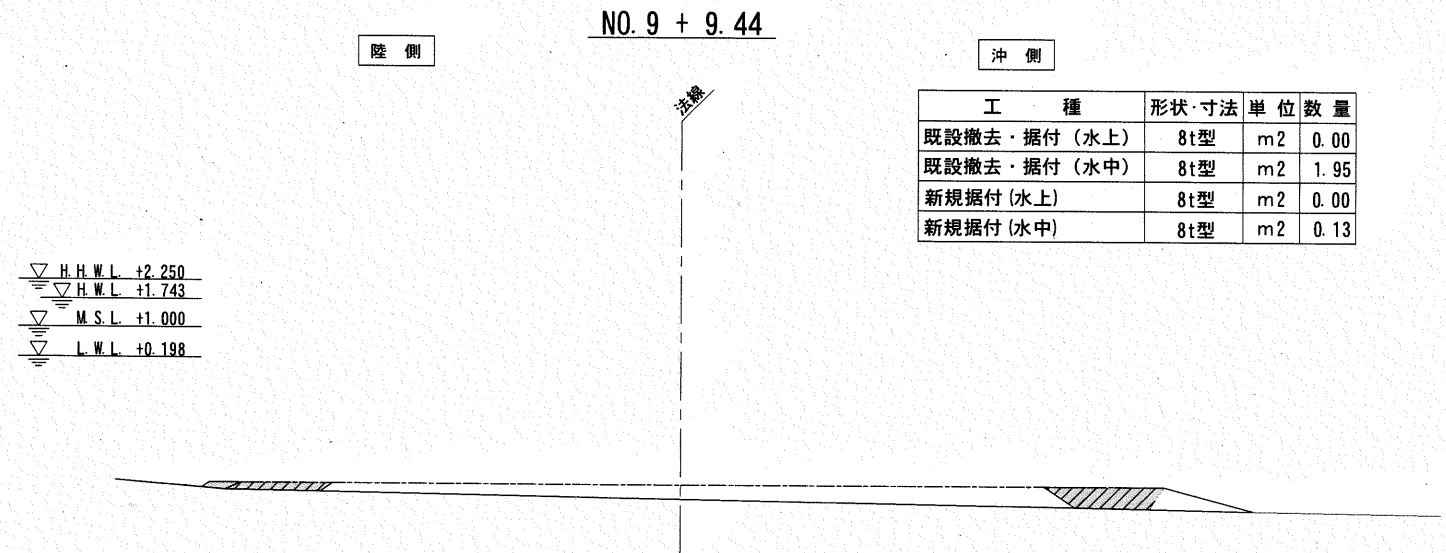 NO. 9 + 9.44
陸 側
沖 側
法線
工 種 形状・寸法 単 位 数 量
既設撤去・据付 (水上) 8t型 m2 0.00
既設撤去・据付 (水中) 8t型 m2 1.95
新規据付 (水上) 8t型 m2 0.00
新規据付 (水中) 8t型 m2 0.13
H. H. W. L. +2.250
H. W. L. +1.743
M. S. L. +1.000
L. W. L. +0.198